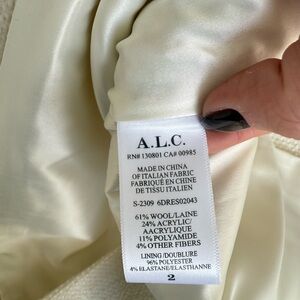 A.L.C.
RN# 130801 CA# 00985
MADE IN CHINA
OF ITALIAN FABRIC
FABRIQUÉ EN CHINE
DE TISSU ITALIEN
S-2309 6DRES02043
61% WOOL/LAINE
24% ACRYLIC/
AACRYLIQUE
11% POLYAMIDE
4% OTHER FIBERS
LINING/DOUBLURE
96% POLYESTER
4% ELASTANE/ELASTHANNE
2